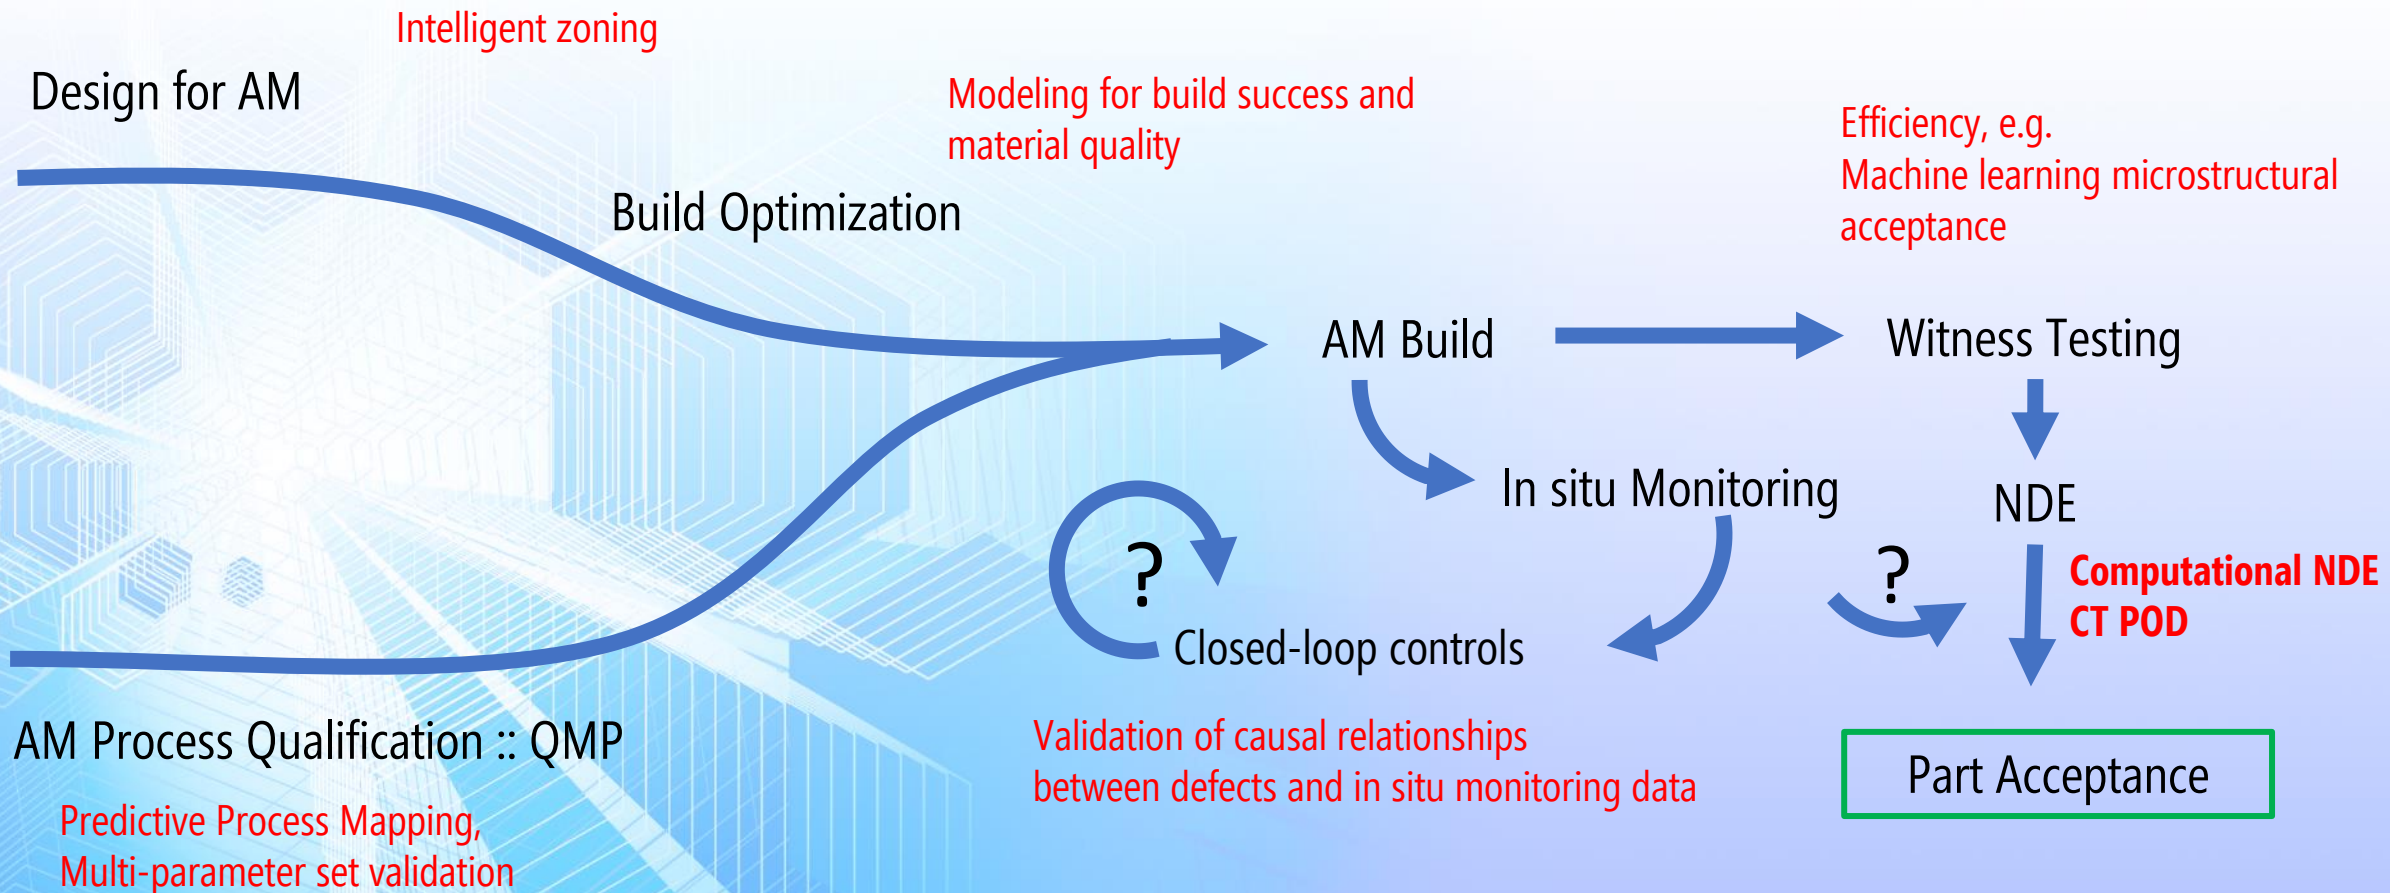 Intelligent zoning
Design for AM
Modeling for build success and
material quality
Efficiency, e.g.
Machine learning microstructural
acceptance
Build Optimization
AM Build
Witness Testing
In situ Monitoring
NDE
?
?
Computational NDE
CT POD
Closed-loop controls
AM Process Qualification :: QMP
Validation of causal relationships
between defects and in situ monitoring data
Part Acceptance
Predictive Process Mapping,
Multi-parameter set validation